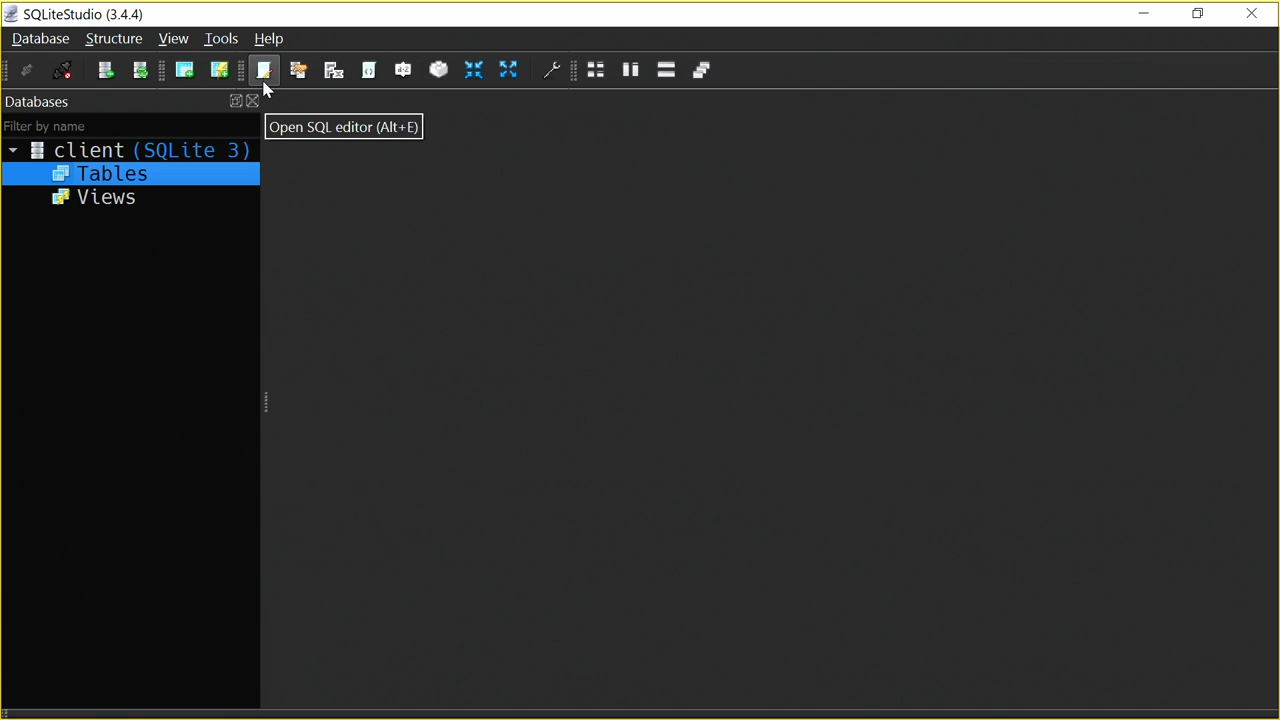 SQLiteStudio (3.4.4)
Database Structure View Tools Help
Databases
Open SQL editor (Alt+E)
Filter by name
client (SQLite 3)
Tables
Views